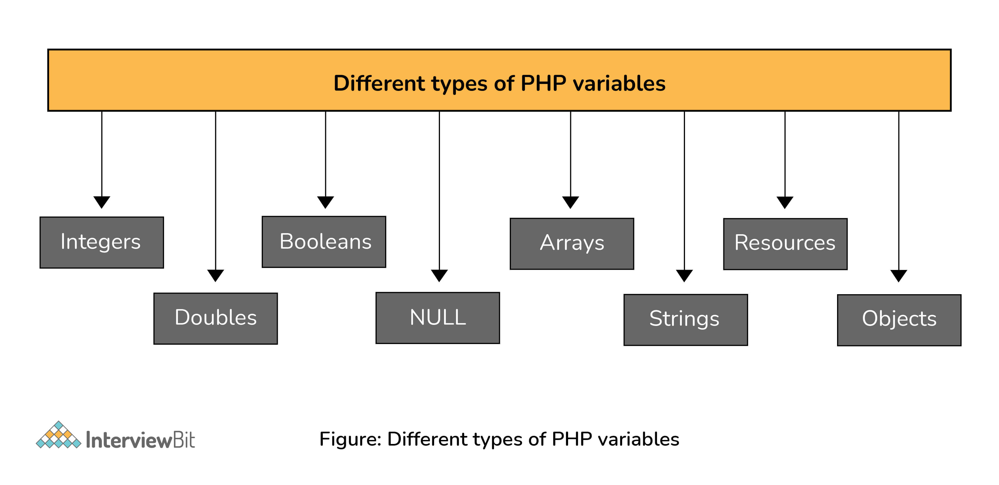 Different types of PHP variables
Integers
Booleans
Arrays
Resources
Doubles
NULL
Strings
Objects
InterviewBit
Figure: Different types of PHP variables